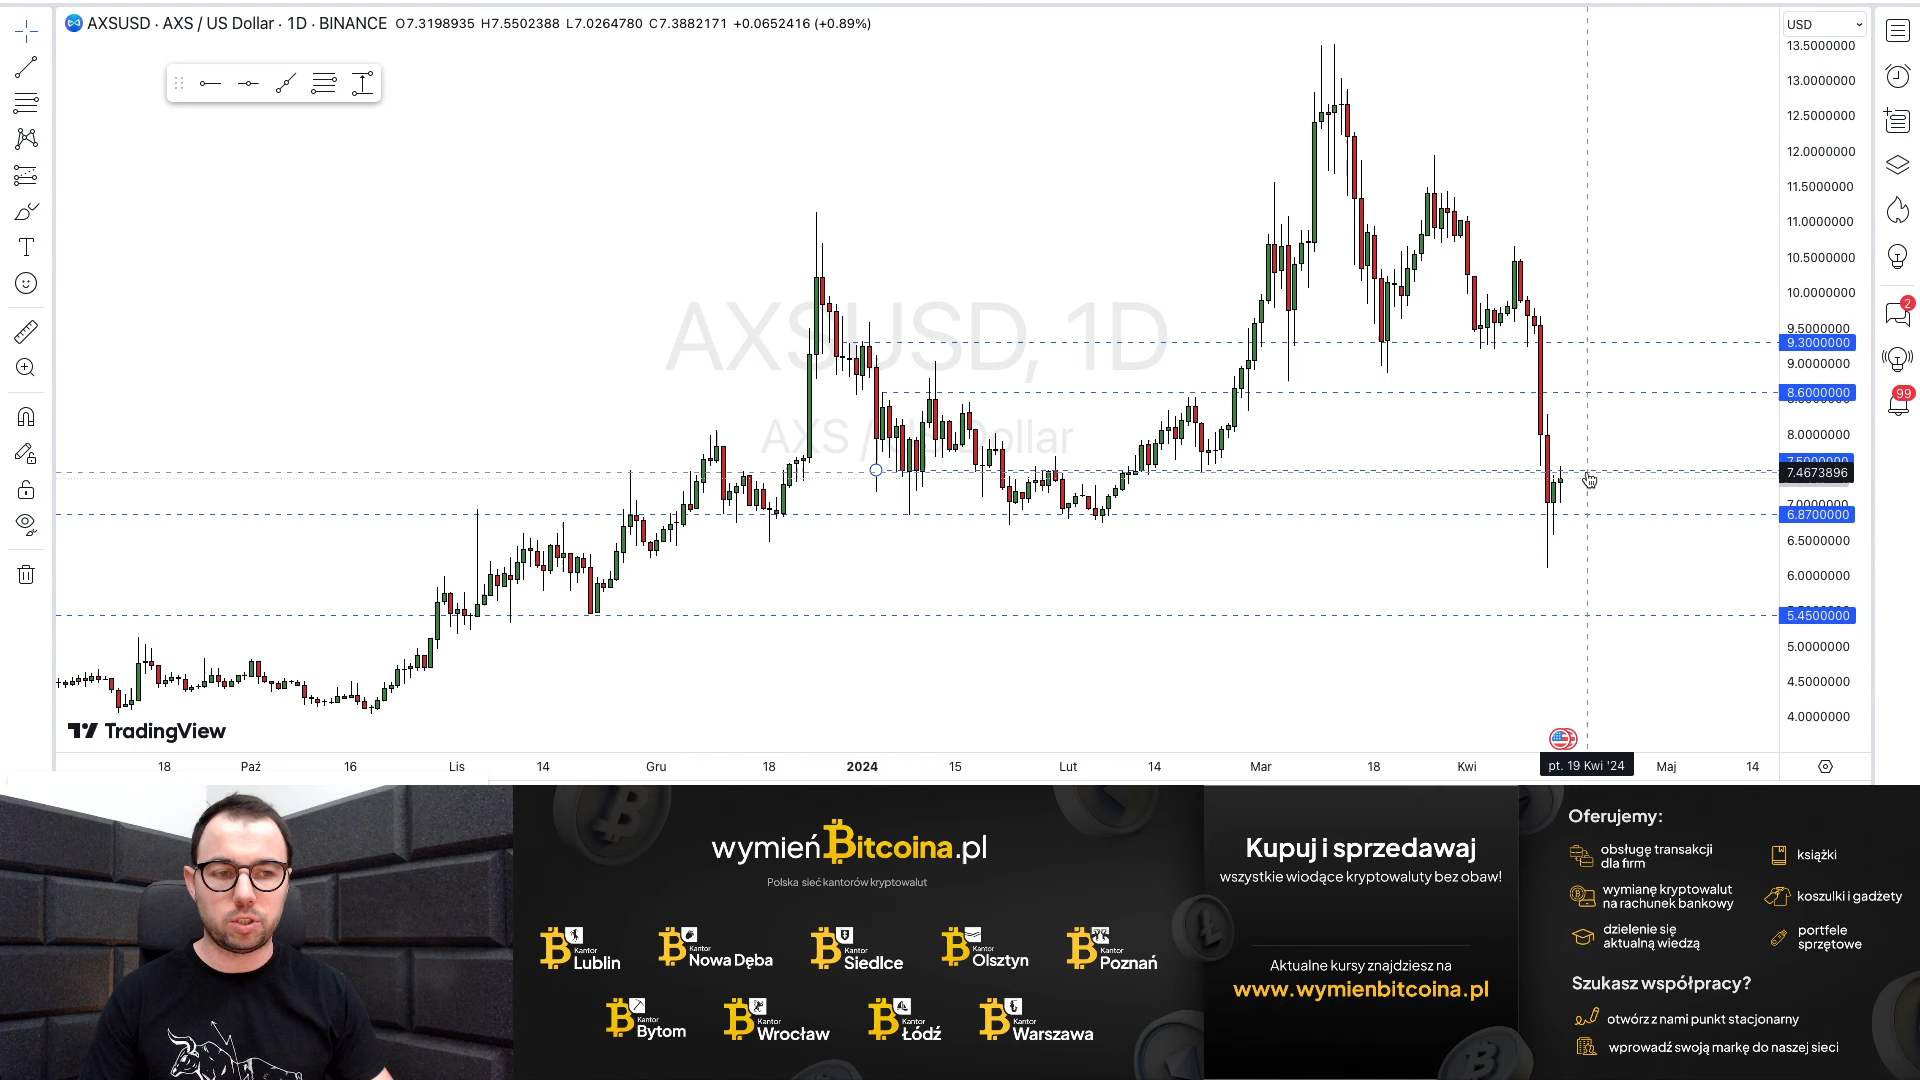 AXSUSD · AXS / US Dollar · 1D · BINANCE O7.3198935 H7.5502388 L7.0264780 C7.3882171 +0.0652416 (+0.89%)
USD
13.5000000
13.0000000
12.5000000
12.0000000
11.5000000
11.0000000
10.5000000
10.0000000
9.5000000
9.3000000
9.0000000
8.6000000
8.0000000
7.4673896
7.0000000
6.8700000
6.5000000
6.0000000
5.4500000
5.0000000
4.5000000
4.0000000
2
99
AXSUSD, 1D
AXS / US Dollar
TradingView
18 Paź 16 Lis 14 Gru 18 2024 15 Lut 14 Mar 18 Kwi pt. 19 Kwi '24 Maj 14
wymieńBitcoina.pl
Polska sieć kantorów kryptowalut
Kantor
Lublin
Kantor
Nowa Dęba
Kantor
Siedlce
Kantor
Olsztyn
Kantor
Poznań
Kantor
Bytom
Kantor
Wrocław
Kantor
Łódź
Kantor
Warszawa
Kupuj i sprzedawaj
wszystkie wiodące kryptowaluty bez obaw!
Aktualne kursy znajdziesz na
www.wymienbitcoina.pl
Oferujemy:
obsługę transakcji
dla firm
książki
wymianę kryptowalut
na rachunek bankowy
koszulki i gadżety
dzielenie się
aktualną wiedzą
portfele
sprzętowe
Szukasz współpracy?
otwórz z nami punkt stacjonarny
wprowadź swoją markę do naszej sieci